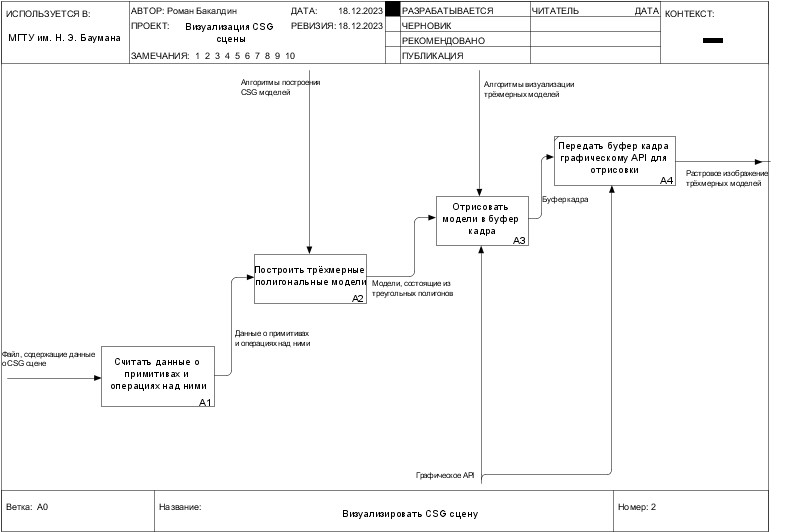 ИСПОЛЬЗУЕТСЯ В:
МГТУ им. Н. Э. Баумана
АВТОР: Роман Бакалдин
ДАТА: 18.12.2023
ПРОЕКТ: Визуализация CSG
сцены
РЕВИЗИЯ: 18.12.2023
ЗАМЕЧАНИЯ: 1 2 3 4 5 6 7 8 9 10
РАЗРАБАТЫВАЕТСЯ
ЧЕРНОВИК
РЕКОМЕНДОВАНО
ПУБЛИКАЦИЯ
ЧИТАТЕЛЬ ДАТА
КОНТЕКСТ:
Алгоритмы построения
CSG моделей
Алгоритмы визуализации
трёхмерных моделей
Передать буфер кадра
графическому API для
отрисовки
A4
Растровое изображение
трёхмерных моделей
Буфер кадра
Отрисовать
модели в буфер
кадра
A3
Построить трёхмерные
полигональные модели
A2
Модели, состоящие из
треугольных полигонов
Данные о примитивах
и операциях над ними
Файл, содержащие данные
о CSG сцене
Считать данные о
примитивах и
операциях над ними
A1
Графическое API
Ветка: A0
Название:
Визуализировать CSG сцену
Номер: 2